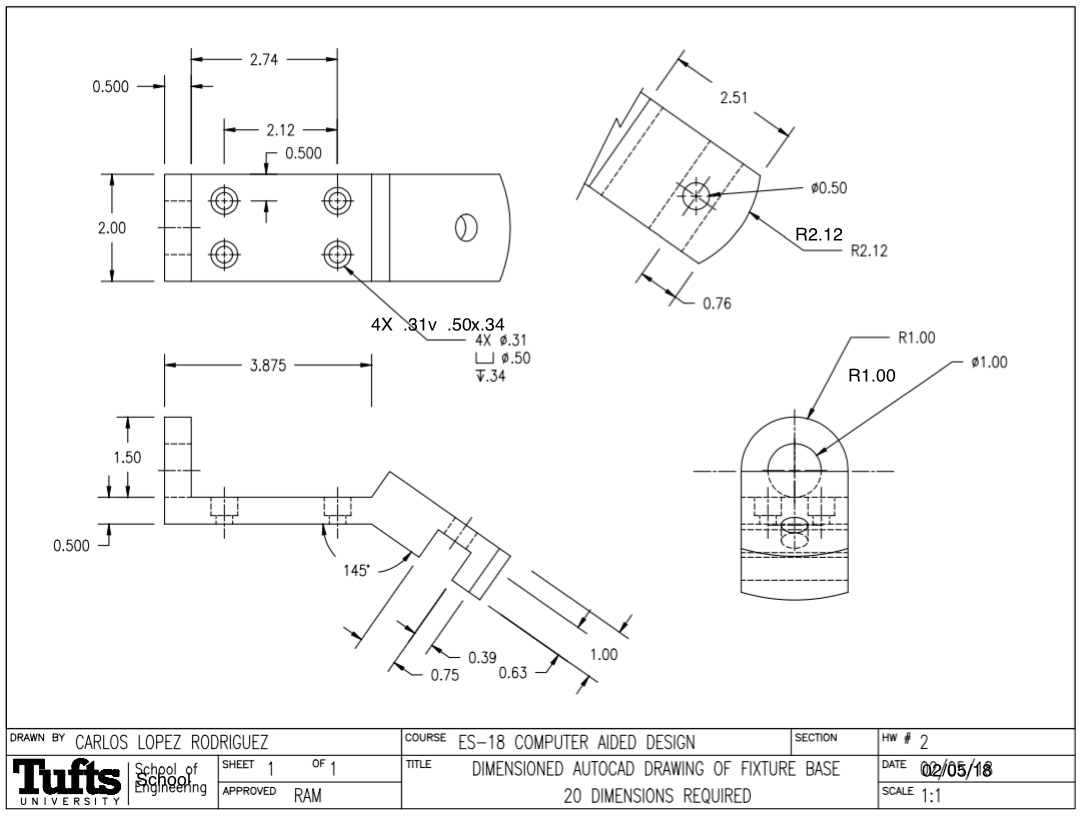 2.74
0.500
2.12
0.500
2.00
4X .31v .50x.34
4X ø.31
⌴ ø.50
↧.34
2.51
ø0.50
R2.12
R2.12
0.76
3.875
1.50
0.500
145°
0.39
0.75
0.63
1.00
R1.00
R1.00
ø1.00
DRAWN BY CARLOS LOPEZ RODRIGUEZ
COURSE ES-18 COMPUTER AIDED DESIGN
SECTION
HW # 2
Tufts
UNIVERSITY
School of
School
Engineering
SHEET 1 OF 1
APPROVED RAM
TITLE DIMENSIONED AUTOCAD DRAWING OF FIXTURE BASE
20 DIMENSIONS REQUIRED
DATE 02/05/18
SCALE 1:1